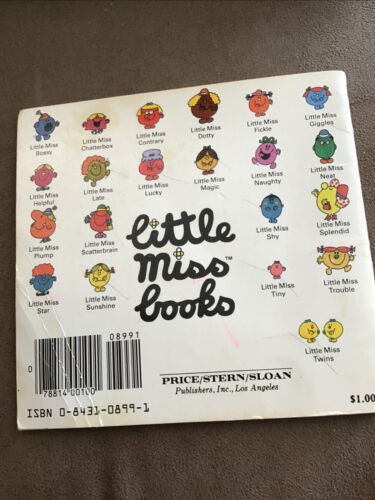 Little Miss Bossy
Little Miss Chatterbox
Little Miss Contrary
Little Miss Dotty
Little Miss Fickle
Little Miss Giggles
Little Miss Helpful
Little Miss Late
Little Miss Lucky
Little Miss Magic
Little Miss Naughty
Little Miss Neat
Little Miss Plump
Little Miss Scatterbrain
Little Miss Shy
Little Miss Splendid
Little Miss Star
Little Miss Sunshine
Little Miss Tiny
Little Miss Trouble
Little Miss Twins
little
miss™
books
08991
0
78814 00100
ISBN 0-8431-0899-1
PRICE/STERN/SLOAN
Publishers, Inc., Los Angeles
$1.00